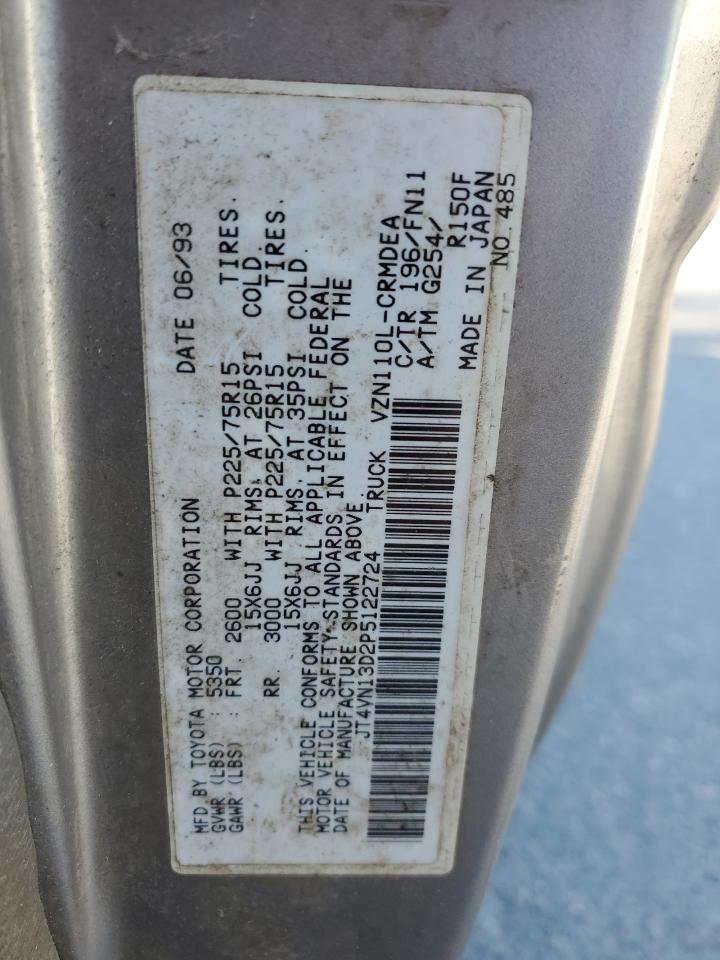 MFD BY TOYOTA MOTOR CORPORATION DATE 06/93
GVWR (LBS) : 5350
GAWR (LBS) : FRT. 2600 WITH P225/75R15 TIRES.
15X6JJ RIMS, AT 26PSI COLD.
RR. 3000 WITH P225/75R15 TIRES.
15X6JJ RIMS, AT 35PSI COLD.
THIS VEHICLE CONFORMS TO ALL APPLICABLE FEDERAL
MOTOR VEHICLE SAFETY STANDARDS IN EFFECT ON THE
DATE OF MANUFACTURE SHOWN ABOVE.
JT4VN13D2P5122724 TRUCK VZN110L-CRMDEA
C/TR 196/FN11
A/TM G254/
R150F
MADE IN JAPAN
NO.485